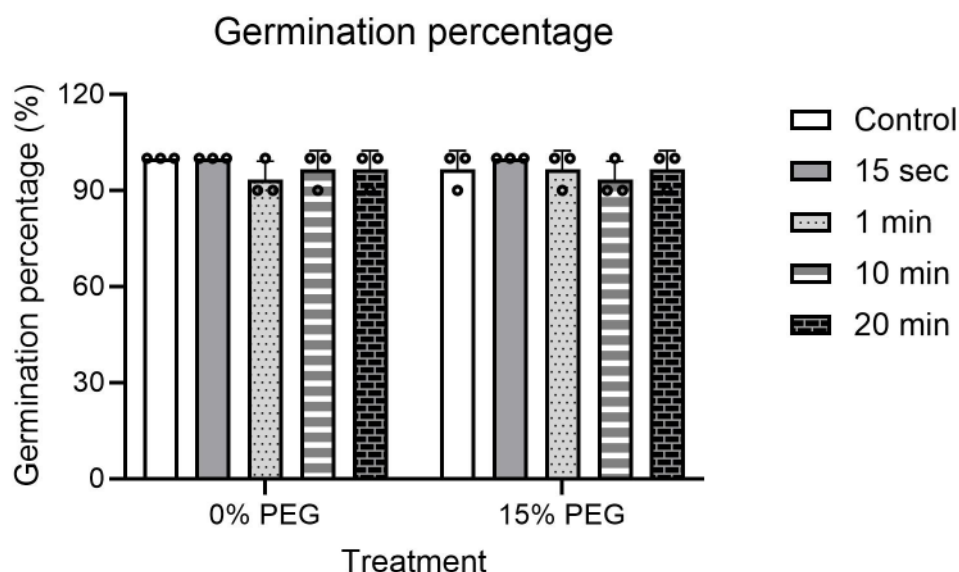 Germination percentage
Germination percentage (%)
120
90
60
30
0
0% PEG
15% PEG
Treatment
Control
15 sec
1 min
10 min
20 min